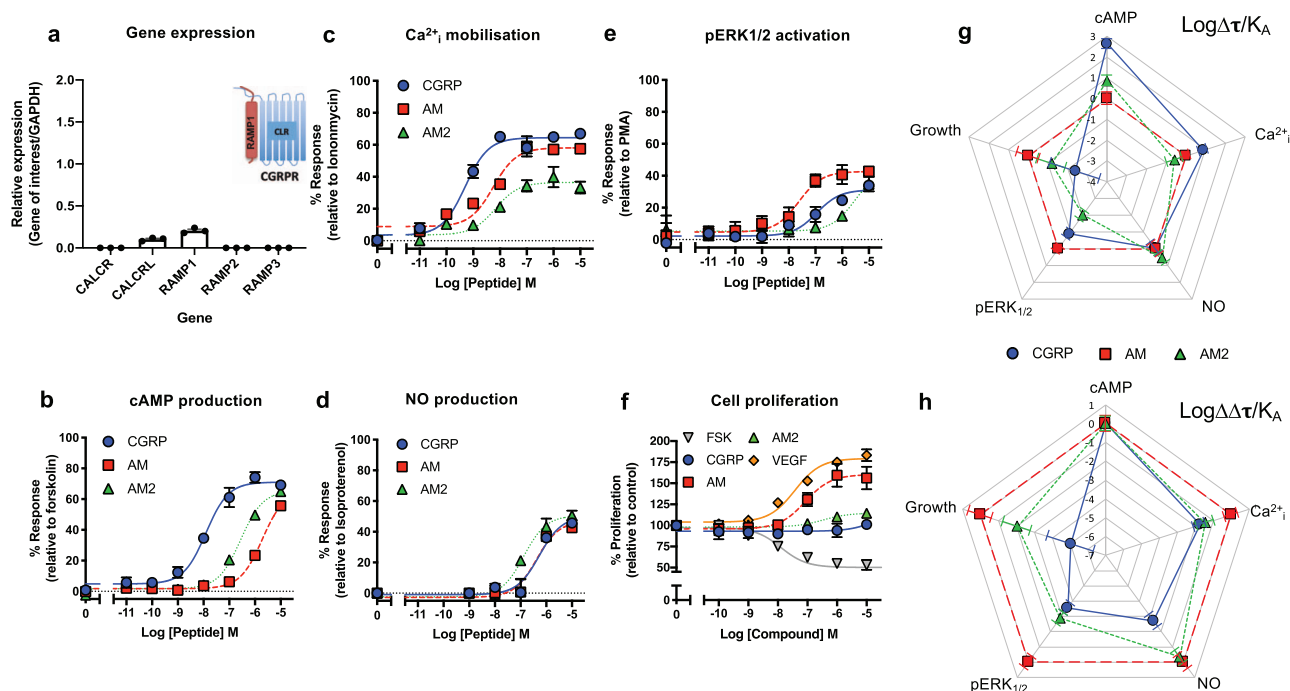 a Gene expression
Relative expression
(Gene of interest/GAPDH)
2.0
1.5
1.0
0.5
0.0
RAMP1
CLR
CGRPR
CALCR
CALCRL
RAMP1
RAMP2
RAMP3
Gene
c Ca²⁺ᵢ mobilisation
% Response
(relative to Iononmycin)
100
80
60
40
20
0
CGRP
AM
AM2
0 -11 -10 -9 -8 -7 -6 -5
Log [Peptide] M
e pERK1/2 activation
% Response
(relative to PMA)
100
80
60
40
20
0
0 -11 -10 -9 -8 -7 -6 -5
Log [Peptide] M
g LogΔτ/K_A
cAMP
3
2
1
0
-1
-2
-3
-4
Growth
Ca²⁺ᵢ
pERK₁/₂
NO
CGRP AM AM2
b cAMP production
% Response
(relative to forskolin)
100
80
60
40
20
0
CGRP
AM
AM2
0 -11 -10 -9 -8 -7 -6 -5
Log [Peptide] M
d NO production
% Response
(relative to Isoproterenol)
100
80
60
40
20
0
CGRP
AM
AM2
0 -11 -10 -9 -8 -7 -6 -5
Log [Peptide] M
f Cell proliferation
% Proliferation
(relative to control)
200
175
150
125
100
75
50
25
0
FSK
CGRP
AM
AM2
VEGF
0 -10 -9 -8 -7 -6 -5
Log [Compound] M
h LogΔΔτ/K_A
cAMP
1
0
-1
-2
-3
-4
-5
-6
-7
Growth
Ca²⁺ᵢ
pERK₁/₂
NO